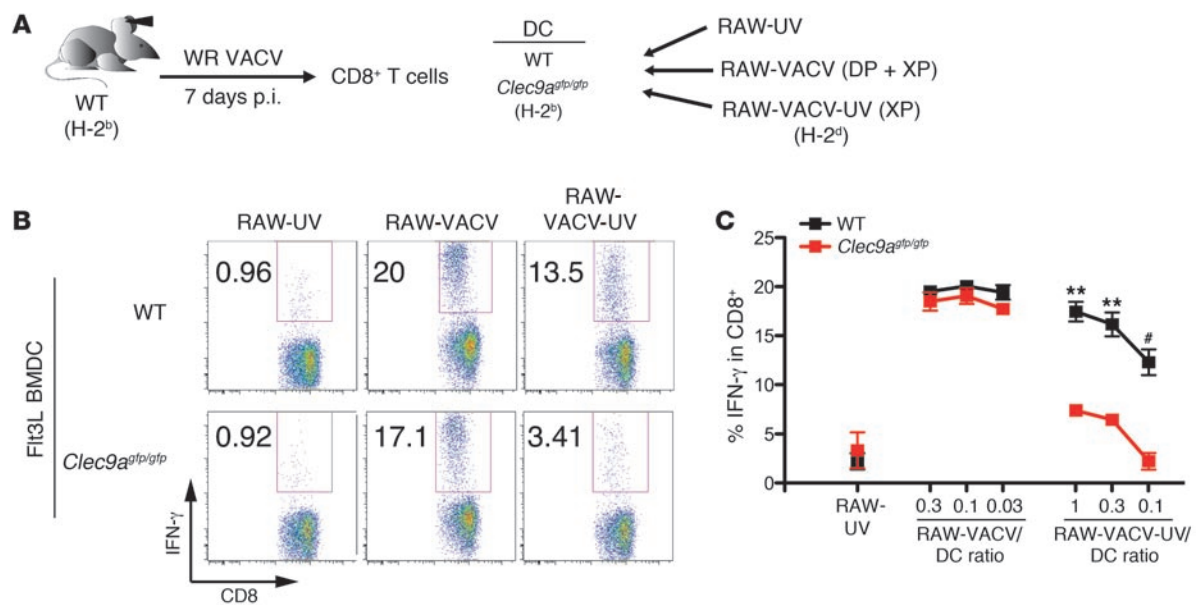 A
WT
(H-2ᵇ)
WR VACV
7 days p.i.
CD8⁺ T cells
DC
WT
Clec9aᵍᶠᵖ/ᵍᶠᵖ
(H-2ᵇ)
RAW-UV
RAW-VACV (DP + XP)
RAW-VACV-UV (XP)
(H-2ᵈ)
B
RAW-UV
RAW-VACV
RAW-
VACV-UV
Flt3L BMDC
WT
0.96
20
13.5
Clec9aᵍᶠᵖ/ᵍᶠᵖ
0.92
17.1
3.41
IFN-γ
CD8
C
WT
Clec9aᵍᶠᵖ/ᵍᶠᵖ
% IFN-γ in CD8⁺
25
20
15
10
5
0
** ** #
RAW-
UV
0.3 0.1 0.03
RAW-VACV/
DC ratio
1 0.3 0.1
RAW-VACV-UV/
DC ratio